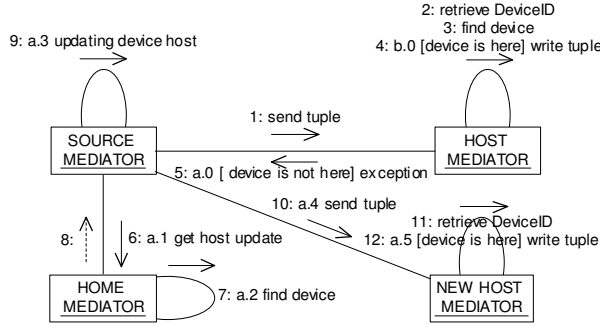 2: retrieve DeviceID
3: find device
4: b.0 [device is here] write tuple
9: a.3 updating device host
1: send tuple
SOURCE
MEDIATOR
HOST
MEDIATOR
5: a.0 [ device is not here] exception
10: a.4 send tuple
11: retrieve DeviceID
12: a.5 [device is here] write tuple
8:
6: a.1 get host update
7: a.2 find device
HOME
MEDIATOR
NEW HOST
MEDIATOR